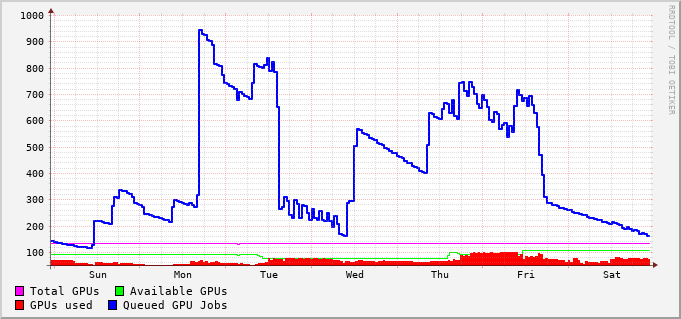 1000
900
800
700
600
500
400
300
200
100
Sun Mon Tue Wed Thu Fri Sat
Total GPUs Available GPUs
GPUs used Queued GPU Jobs
RRDTOOL / TOBI OETIKER